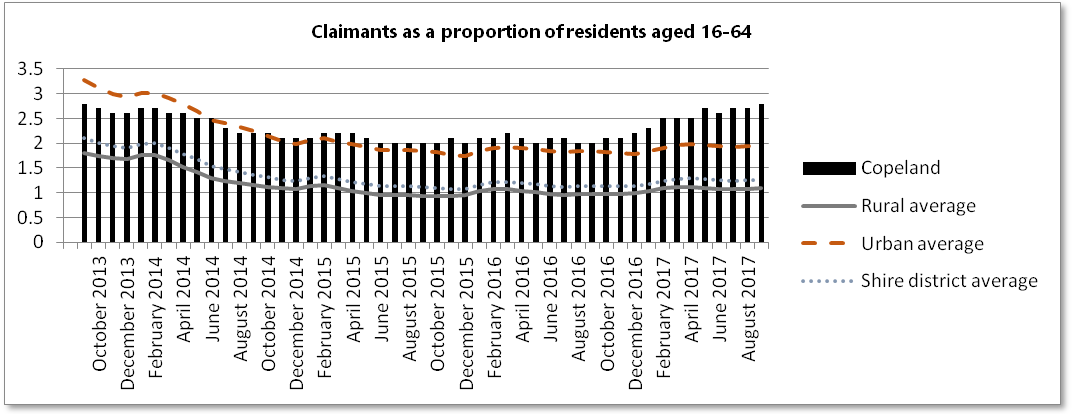 Claimants as a proportion of residents aged 16-64
3.5
3
2.5
2
1.5
1
0.5
0
October 2013
December 2013
February 2014
April 2014
June 2014
August 2014
October 2014
December 2014
February 2015
April 2015
June 2015
August 2015
October 2015
December 2015
February 2016
April 2016
June 2016
August 2016
October 2016
December 2016
February 2017
April 2017
June 2017
August 2017
Copeland
Rural average
Urban average
Shire district average